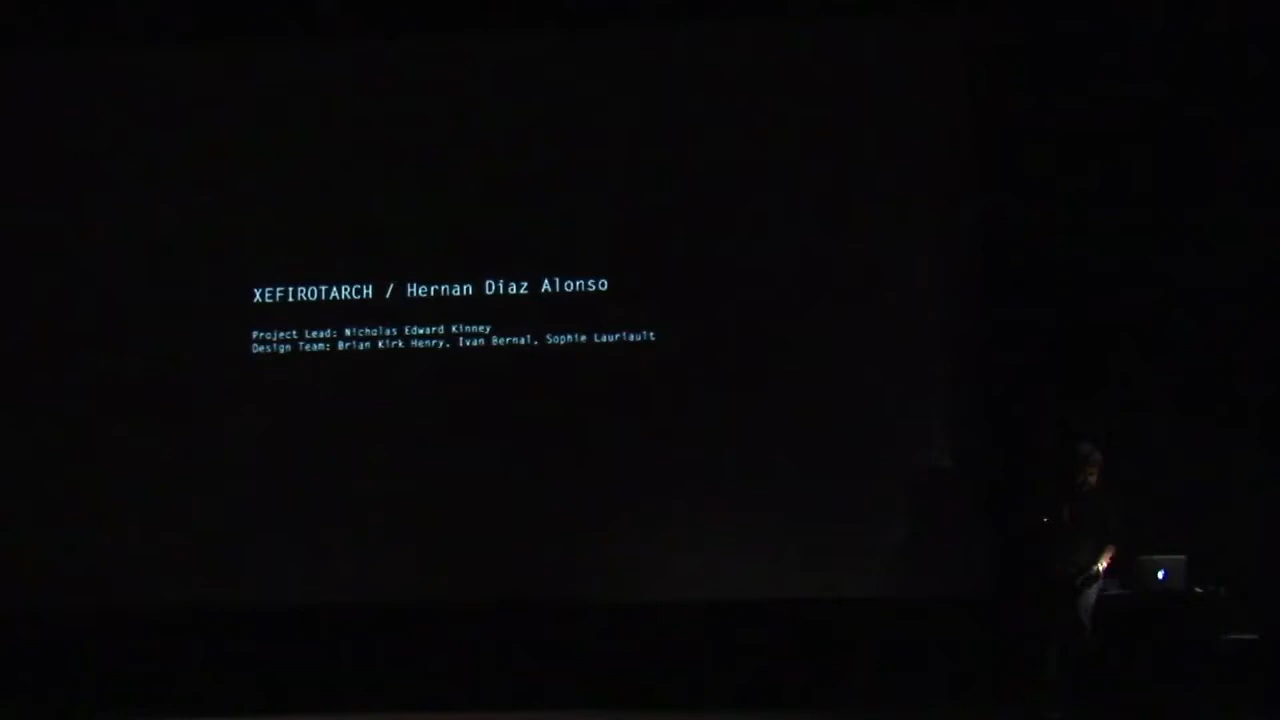 XEFIROTARCH / Hernan Diaz Alonso
Project Lead: Nicholas Edward Kinney
Design Team: Brian Kirk Henry, Ivan Bernal, Sophie Lauriault